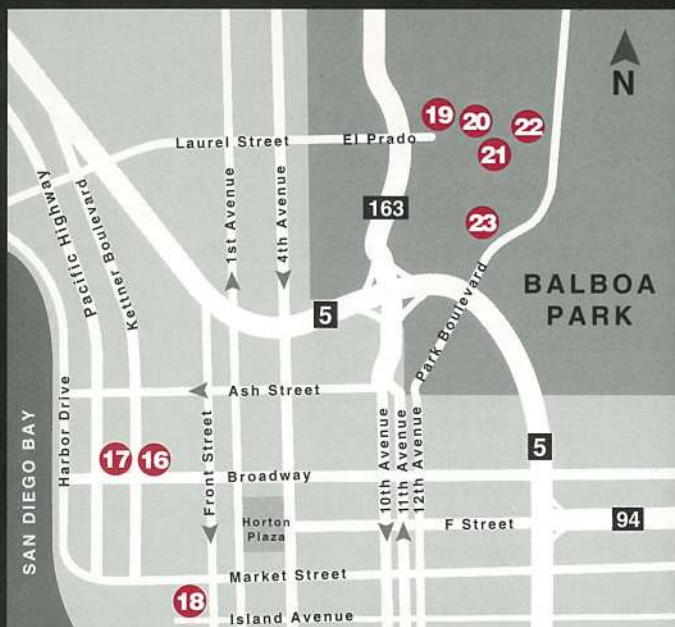 N
19
20
22
21
Laurel Street
El Prado
163
23
Pacific Highway
Kettner Boulevard
1st Avenue
4th Avenue
BALBOA
PARK
Park Boulevard
5
Ash Street
SAN DIEGO BAY
Harbor Drive
17
16
Front Street
Broadway
10th Avenue
11th Avenue
12th Avenue
5
Horton
Plaza
F Street
94
Market Street
18
Island Avenue